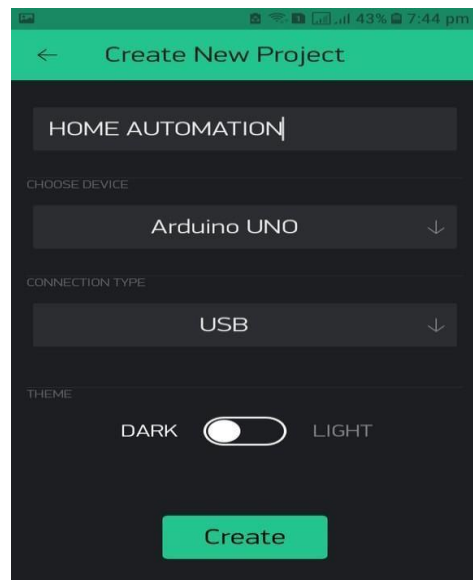 43% 7:44 pm
← Create New Project
HOME AUTOMATION
CHOOSE DEVICE
Arduino UNO ↓
CONNECTION TYPE
USB ↓
THEME
DARK LIGHT
Create